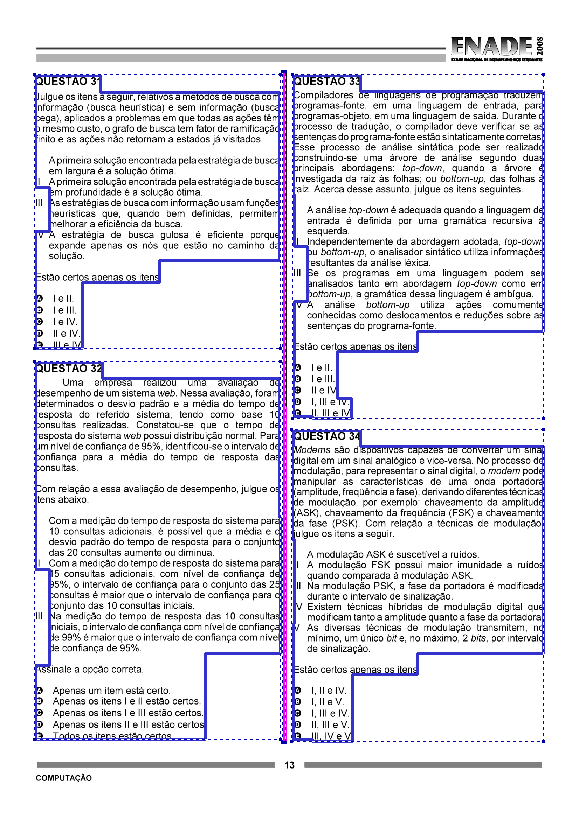 ENADE 2008
EXAME NACIONAL DE DESEMPENHO DOS ESTUDANTES
QUESTÃO 31
Julgue os itens a seguir, relativos a métodos de busca com
informação (busca heurística) e sem informação (busca
cega), aplicados a problemas em que todas as ações têm
o mesmo custo, o grafo de busca tem fator de ramificação
finito e as ações não retornam a estados já visitados.
A primeira solução encontrada pela estratégia de busca
em largura é a solução ótima.
II A primeira solução encontrada pela estratégia de busca
em profundidade é a solução ótima.
III As estratégias de busca com informação usam funções
heurísticas que, quando bem definidas, permitem
melhorar a eficiência da busca.
IV A estratégia de busca gulosa é eficiente porque
expande apenas os nós que estão no caminho da
solução.
Estão certos apenas os itens
A I e II.
B I e III.
C I e IV.
D II e IV.
E III e IV.
QUESTÃO 32
Uma empresa realizou uma avaliação de
desempenho de um sistema web. Nessa avaliação, foram
determinados o desvio padrão e a média do tempo de
resposta do referido sistema, tendo como base 10
consultas realizadas. Constatou-se que o tempo de
resposta do sistema web possui distribuição normal. Para
um nível de confiança de 95%, identificou-se o intervalo de
confiança para a média do tempo de resposta das
consultas.
Com relação a essa avaliação de desempenho, julgue os
itens abaixo.
Com a medição do tempo de resposta do sistema para
10 consultas adicionais, é possível que a média e o
desvio padrão do tempo de resposta para o conjunto
das 20 consultas aumente ou diminua.
II Com a medição do tempo de resposta do sistema para
15 consultas adicionais, com nível de confiança de
95%, o intervalo de confiança para o conjunto das 25
consultas é maior que o intervalo de confiança para o
conjunto das 10 consultas iniciais.
III Na medição do tempo de resposta das 10 consultas
iniciais, o intervalo de confiança com nível de confiança
de 99% é maior que o intervalo de confiança com nível
de confiança de 95%.
Assinale a opção correta.
A Apenas um item está certo.
B Apenas os itens I e II estão certos.
C Apenas os itens I e III estão certos.
D Apenas os itens II e III estão certos.
E Todos os itens estão certos.
QUESTÃO 33
Compiladores de linguagens de programação traduzem
programas-fonte, em uma linguagem de entrada, para
programas-objeto, em uma linguagem de saída. Durante o
processo de tradução, o compilador deve verificar se as
sentenças do programa-fonte estão sintaticamente corretas.
Esse processo de análise sintática pode ser realizado
construindo-se uma árvore de análise segundo duas
principais abordagens: top-down, quando a árvore é
investigada da raiz às folhas; ou bottom-up, das folhas à
raiz. Acerca desse assunto, julgue os itens seguintes.
A análise top-down é adequada quando a linguagem de
entrada é definida por uma gramática recursiva à
esquerda.
II Independentemente da abordagem adotada, top-down
ou bottom-up, o analisador sintático utiliza informações
resultantes da análise léxica.
III Se os programas em uma linguagem podem ser
analisados tanto em abordagem top-down como em
bottom-up, a gramática dessa linguagem é ambígua.
IV A análise bottom-up utiliza ações comumente
conhecidas como deslocamentos e reduções sobre as
sentenças do programa-fonte.
Estão certos apenas os itens
A I e II.
B I e III.
C II e IV.
D I, III e IV.
E II, III e IV.
QUESTÃO 34
Modems são dispositivos capazes de converter um sinal
digital em um sinal analógico e vice-versa. No processo de
modulação, para representar o sinal digital, o modem pode
manipular as características de uma onda portadora
(amplitude, freqüência e fase), derivando diferentes técnicas
de modulação, por exemplo: chaveamento da amplitude
(ASK), chaveamento da freqüência (FSK) e chaveamento
da fase (PSK). Com relação a técnicas de modulação,
julgue os itens a seguir.
A modulação ASK é suscetível a ruídos.
II A modulação FSK possui maior imunidade a ruídos
quando comparada à modulação ASK.
III Na modulação PSK, a fase da portadora é modificada
durante o intervalo de sinalização.
IV Existem técnicas híbridas de modulação digital que
modificam tanto a amplitude quanto a fase da portadora.
V As diversas técnicas de modulação transmitem, no
mínimo, um único bit e, no máximo, 2 bits, por intervalo
de sinalização.
Estão certos apenas os itens
A I, II e IV.
B I, II e V.
C I, III e IV.
D II, III e V.
E III, IV e V.
13
COMPUTAÇÃO